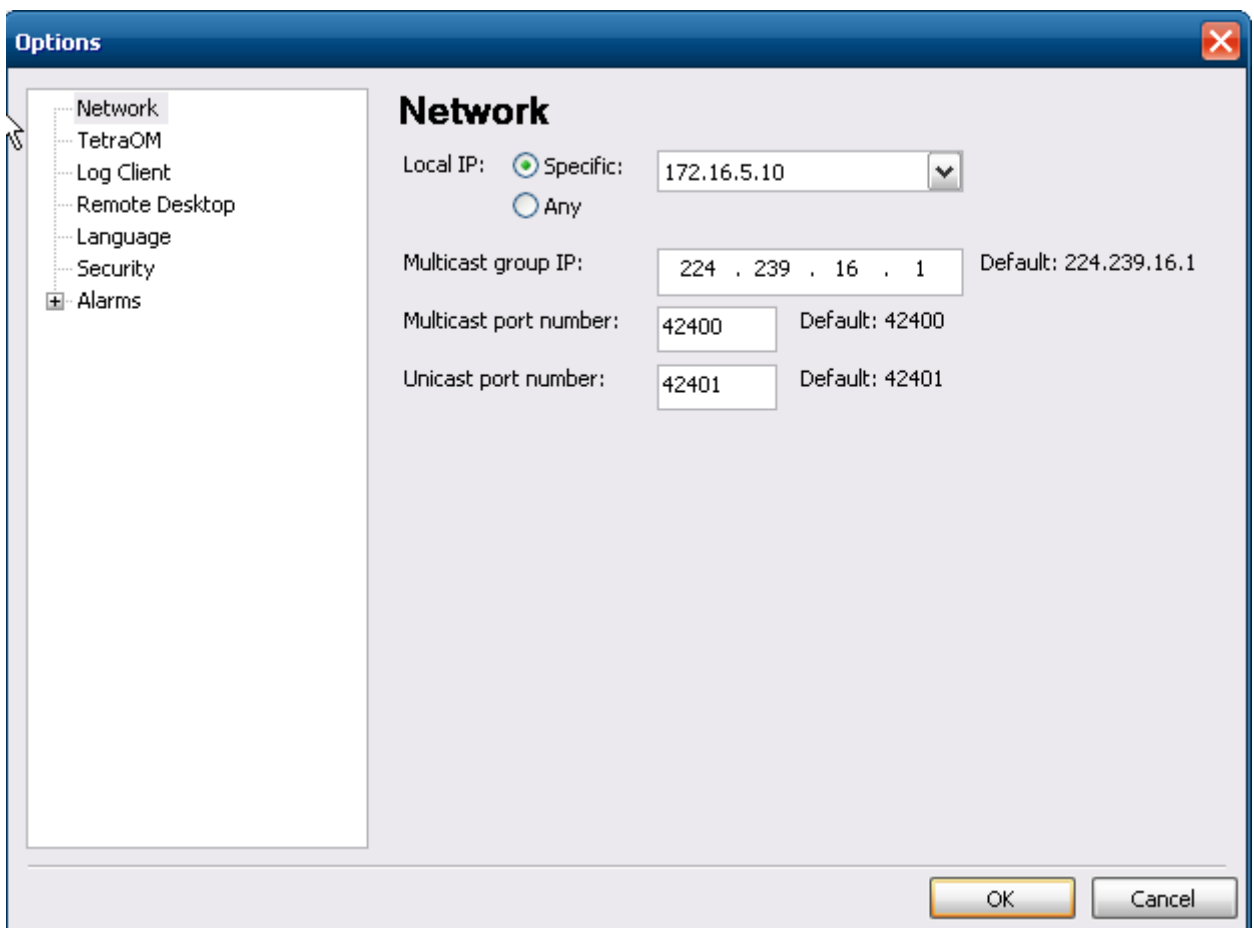 Options
Network
TetraOM
Log Client
Remote Desktop
Language
Security
Alarms
Network
Local IP: Specific: 172.16.5.10
Any
Multicast group IP: 224 . 239 . 16 . 1 Default: 224.239.16.1
Multicast port number: 42400 Default: 42400
Unicast port number: 42401 Default: 42401
OK Cancel